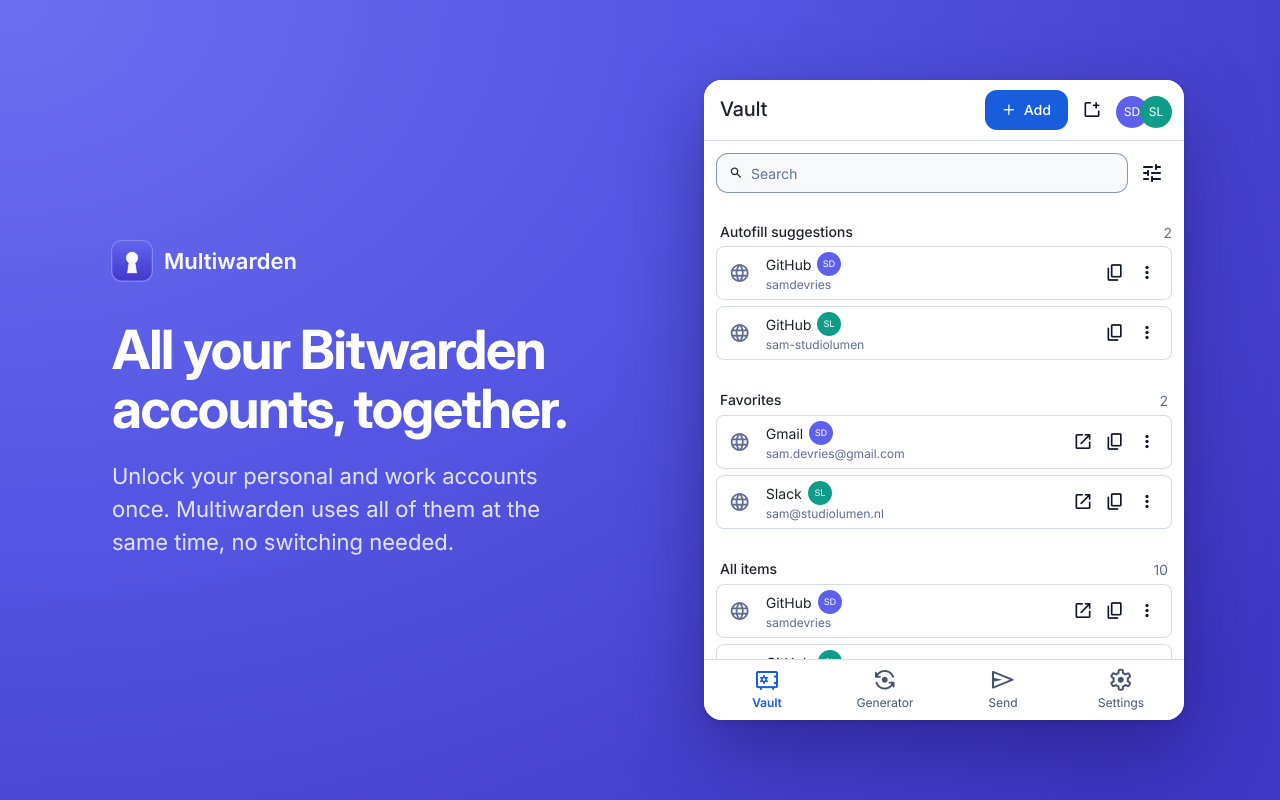 Multiwarden
All your Bitwarden
accounts, together.
Unlock your personal and work accounts
once. Multiwarden uses all of them at the
same time, no switching needed.
Vault
+ Add
SD SL
Search
Autofill suggestions 2
GitHub SD
samdevries
GitHub SL
sam-studiolumen
Favorites 2
Gmail SD
sam.devries@gmail.com
Slack SL
sam@studiolumen.nl
All items 10
GitHub SD
samdevries
Vault Generator Send Settings